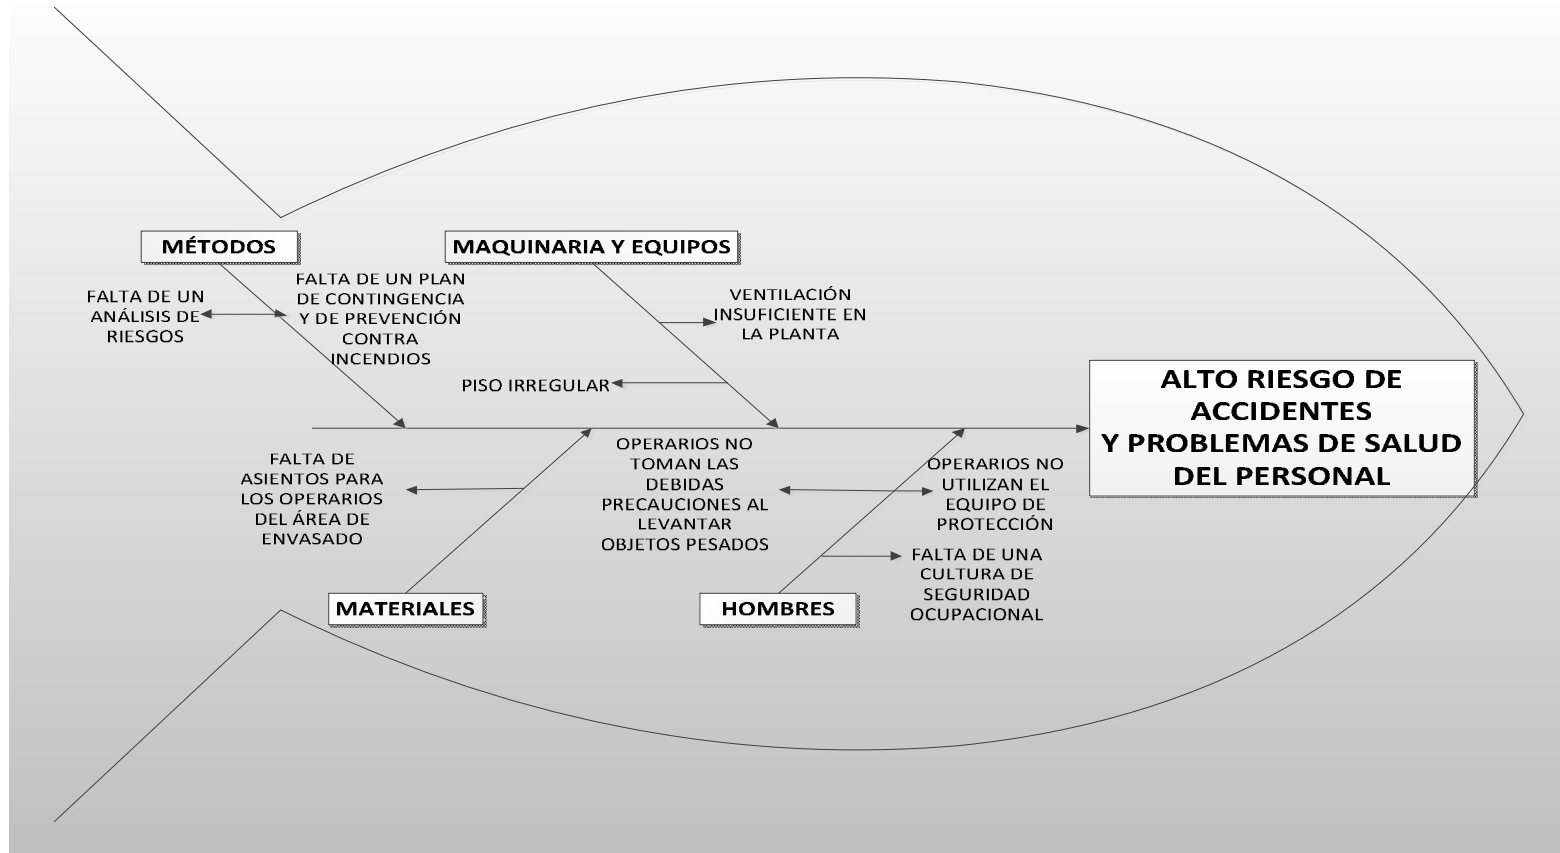 MÉTODOS
MAQUINARIA Y EQUIPOS
FALTA DE UN
ANÁLISIS DE
RIESGOS
FALTA DE UN PLAN
DE CONTINGENCIA
Y DE PREVENCIÓN
CONTRA
INCENDIOS
VENTILACIÓN
INSUFICIENTE EN
LA PLANTA
PISO IRREGULAR
ALTO RIESGO DE
ACCIDENTES
Y PROBLEMAS DE SALUD
DEL PERSONAL
FALTA DE
ASIENTOS PARA
LOS OPERARIOS
DEL ÁREA DE
ENVASADO
OPERARIOS NO
TOMAN LAS
DEBIDAS
PRECAUCIONES AL
LEVANTAR
OBJETOS PESADOS
OPERARIOS NO
UTILIZAN EL
EQUIPO DE
PROTECCIÓN
FALTA DE UNA
CULTURA DE
SEGURIDAD
OCUPACIONAL
MATERIALES
HOMBRES